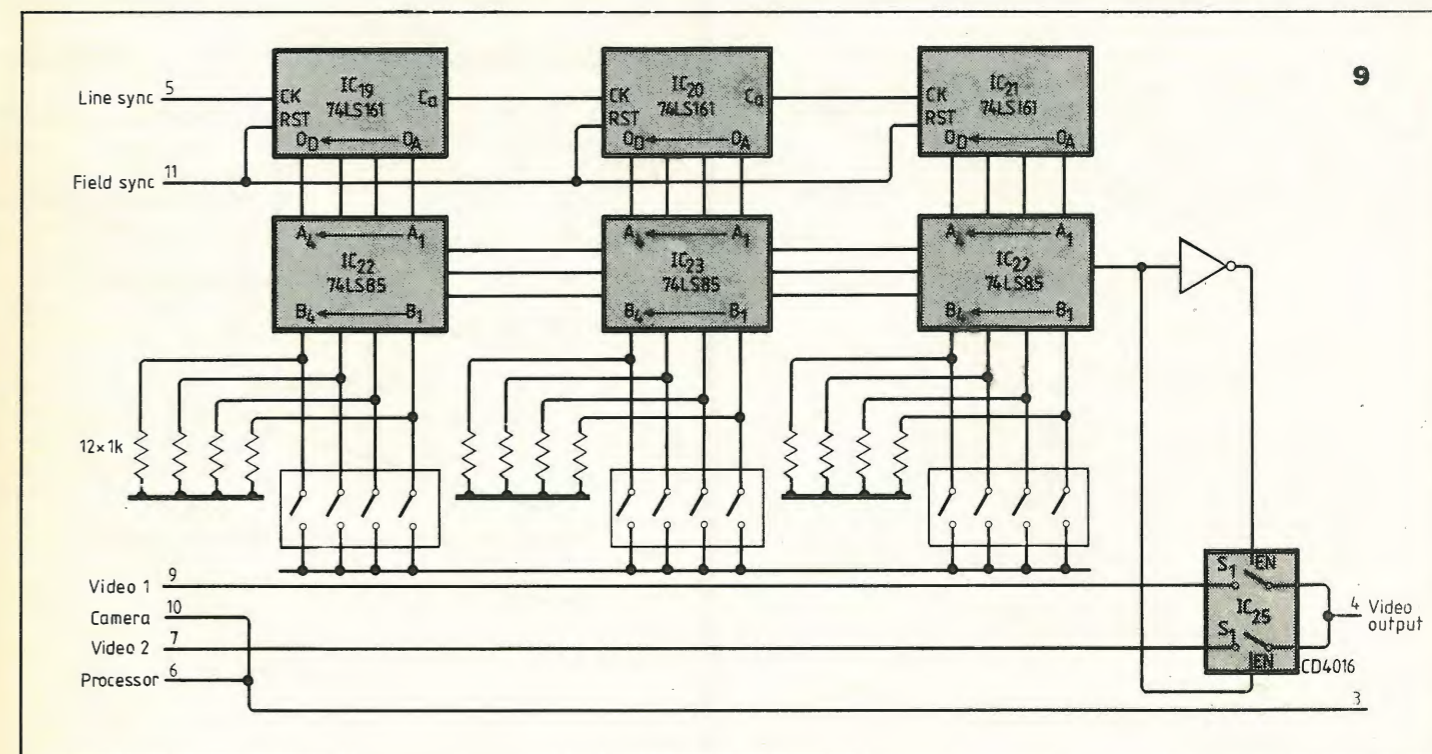 9
Line sync 5
CK
RST
IC19
74LS161
Ca
OD OA
CK
RST
IC20
74LS161
Ca
OD OA
CK
RST
IC21
74LS161
OD OA
Field sync 11
A4 A1
IC22
74LS85
B4 B1
A4 A1
IC23
74LS85
B4 B1
A4 A1
IC22
74LS85
B4 B1
12×1k
Video 1 9
Camera 10
Video 2 7
Processor 6
S1 EN
IC25
S1
EN
CD4016
4 Video
output
3